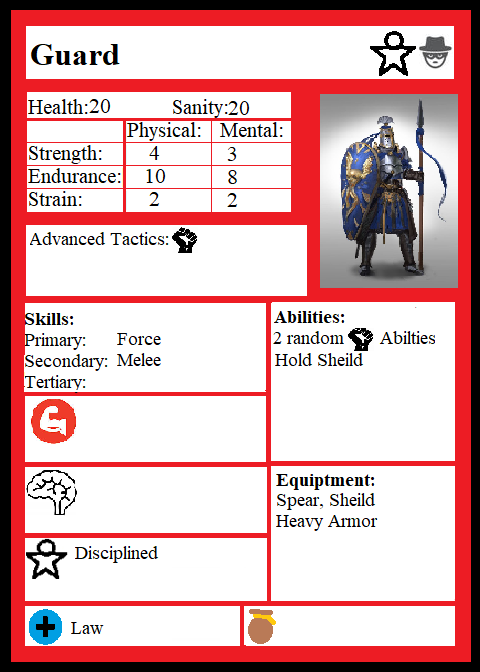 Guard
Health:20 Sanity:20
Physical: Mental:
Strength: 4 3
Endurance: 10 8
Strain: 2 2
Advanced Tactics:
Skills:
Primary: Force
Secondary: Melee
Tertiary:
Abilities:
2 random Abilties
Hold Sheild
Equiptment:
Spear, Sheild
Heavy Armor
Disciplined
Law